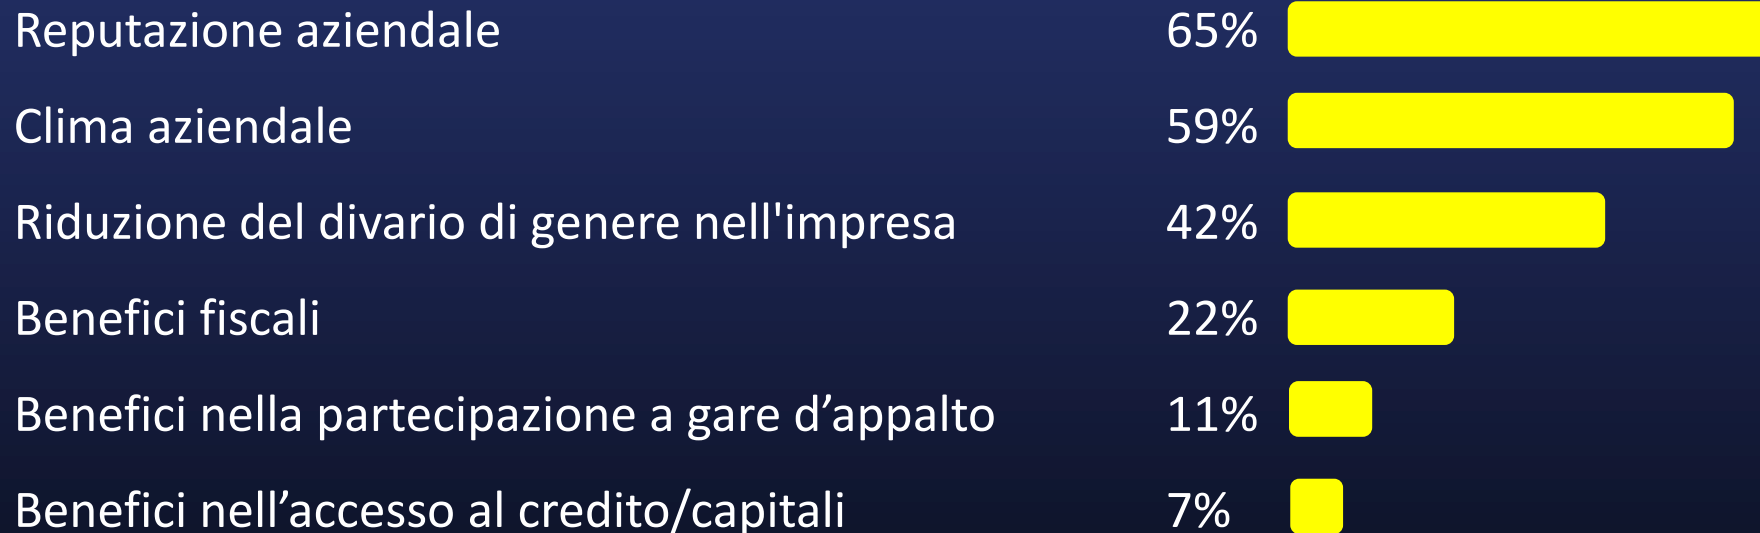 Reputazione aziendale 65%
Clima aziendale 59%
Riduzione del divario di genere nell'impresa 42%
Benefici fiscali 22%
Benefici nella partecipazione a gare d’appalto 11%
Benefici nell’accesso al credito/capitali 7%